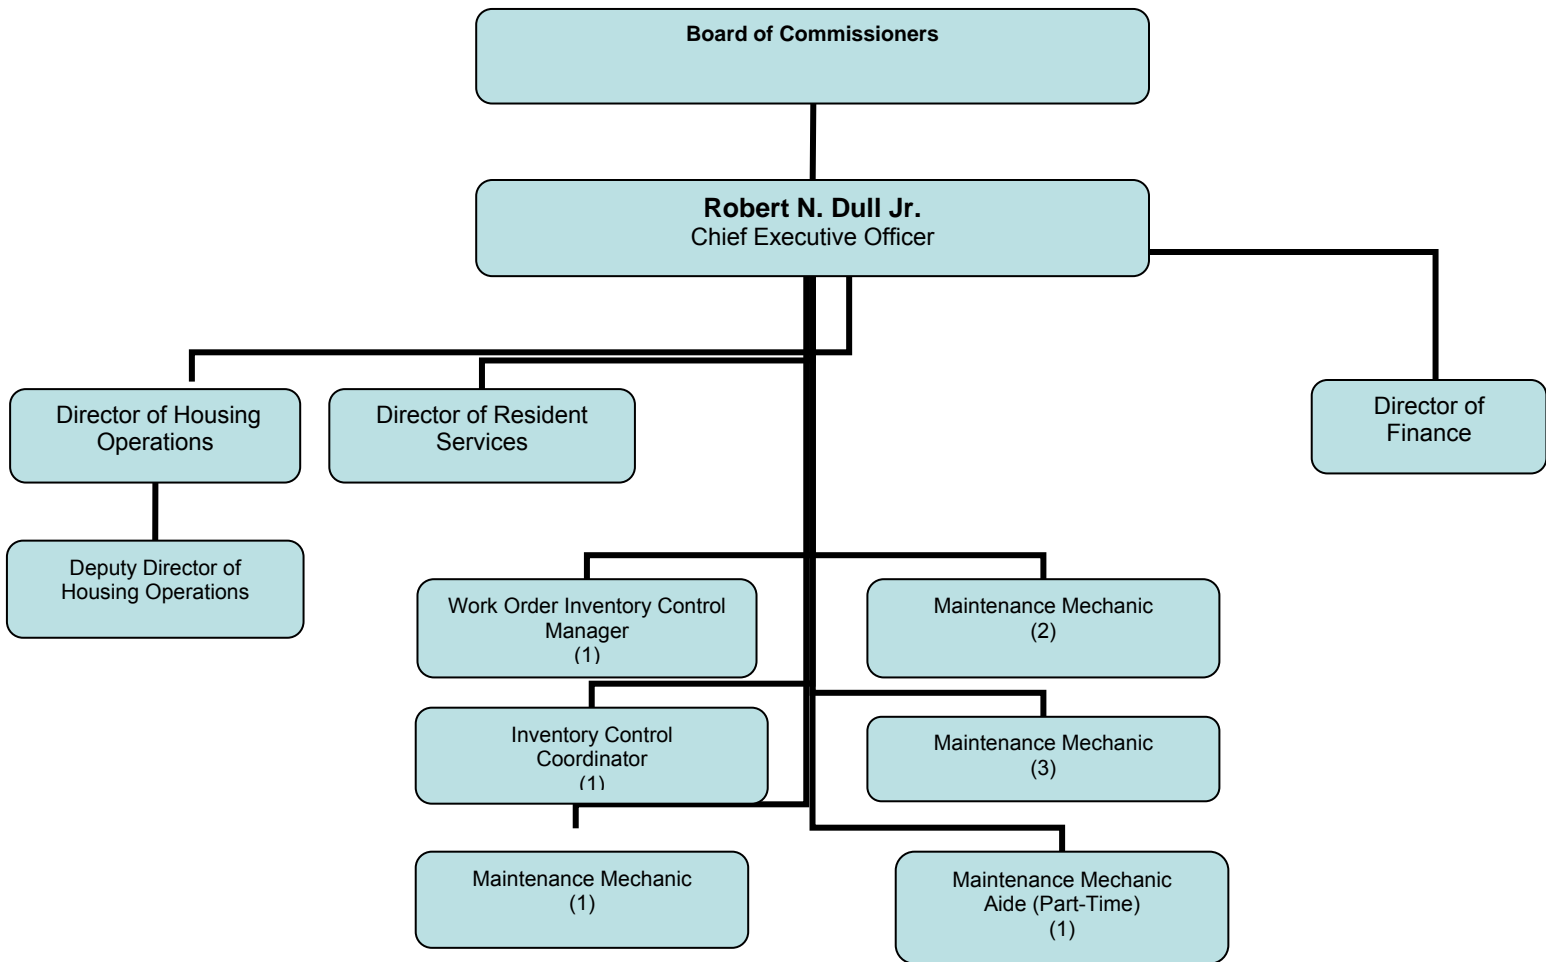 Board of Commissioners
Robert N. Dull Jr.
Chief Executive Officer
Director of Housing
Operations
Director of Resident
Services
Director of
Finance
Deputy Director of
Housing Operations
Work Order Inventory Control
Manager
(1)
Maintenance Mechanic
(2)
Inventory Control
Coordinator
(1)
Maintenance Mechanic
(3)
Maintenance Mechanic
(1)
Maintenance Mechanic
Aide (Part-Time)
(1)